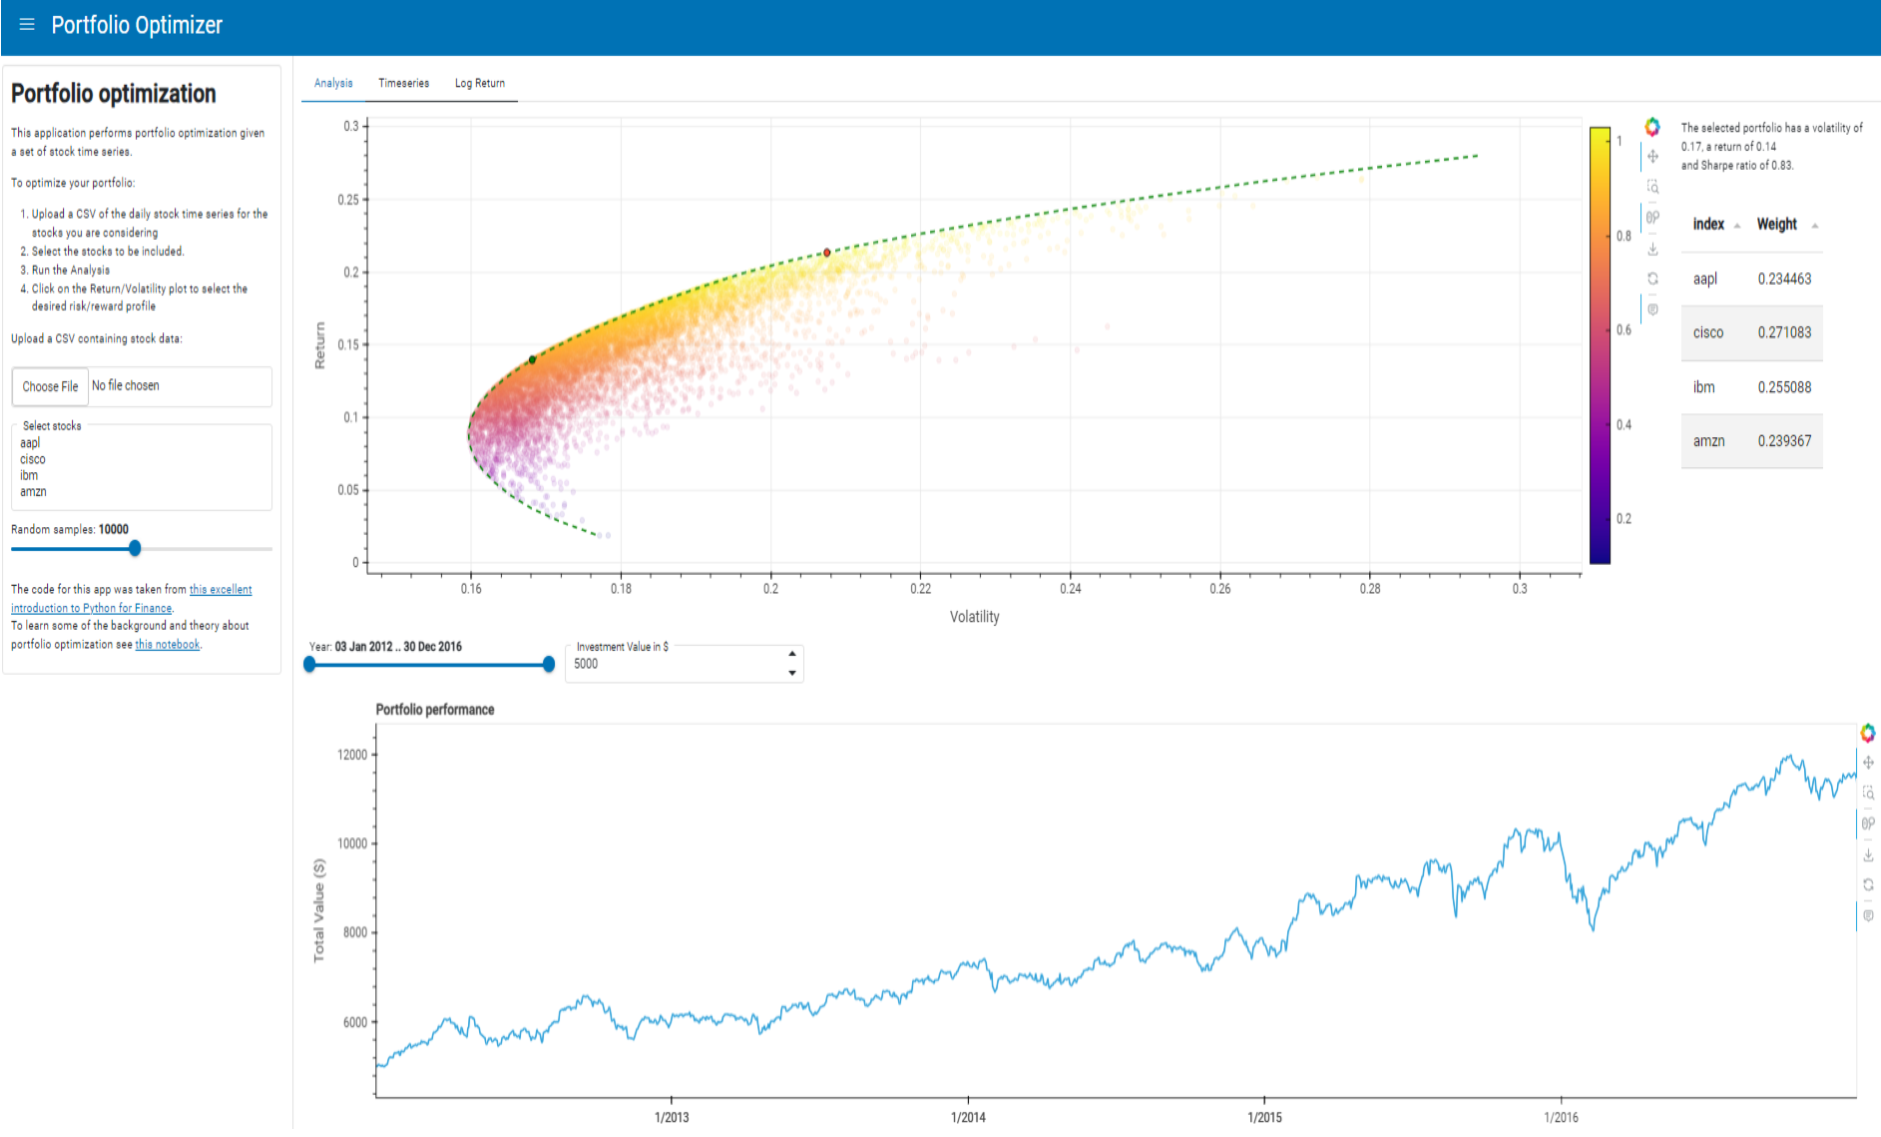 Portfolio Optimizer
Portfolio optimization
This application performs portfolio optimization given
a set of stock time series.
To optimize your portfolio:
1. Upload a CSV of the daily stock time series for the
stocks you are considering
2. Select the stocks to be included.
3. Run the Analysis
4. Click on the Return/Volatility plot to select the
desired risk/reward profile
Upload a CSV containing stock data:
Choose File No file chosen
Select stocks
aapl
cisco
ibm
amzn
Random samples: 10000
The code for this app was taken from this excellent
introduction to Python for Finance.
To learn some of the background and theory about
portfolio optimization see this notebook.
Analysis Timeseries Log Return
0.3
0.25
0.2
0.15
0.1
0.05
0
Return
0.16 0.18 0.2 0.22 0.24 0.26 0.28 0.3
Volatility
1
0.8
0.6
0.4
0.2
The selected portfolio has a volatility of
0.17, a return of 0.14
and Sharpe ratio of 0.83.
index Weight
aapl 0.234463
cisco 0.271083
ibm 0.255088
amzn 0.239367
Year: 03 Jan 2012 .. 30 Dec 2016
Investment Value in $
5000
Portfolio performance
12000
10000
8000
6000
Total Value ($)
1/2013 1/2014 1/2015 1/2016